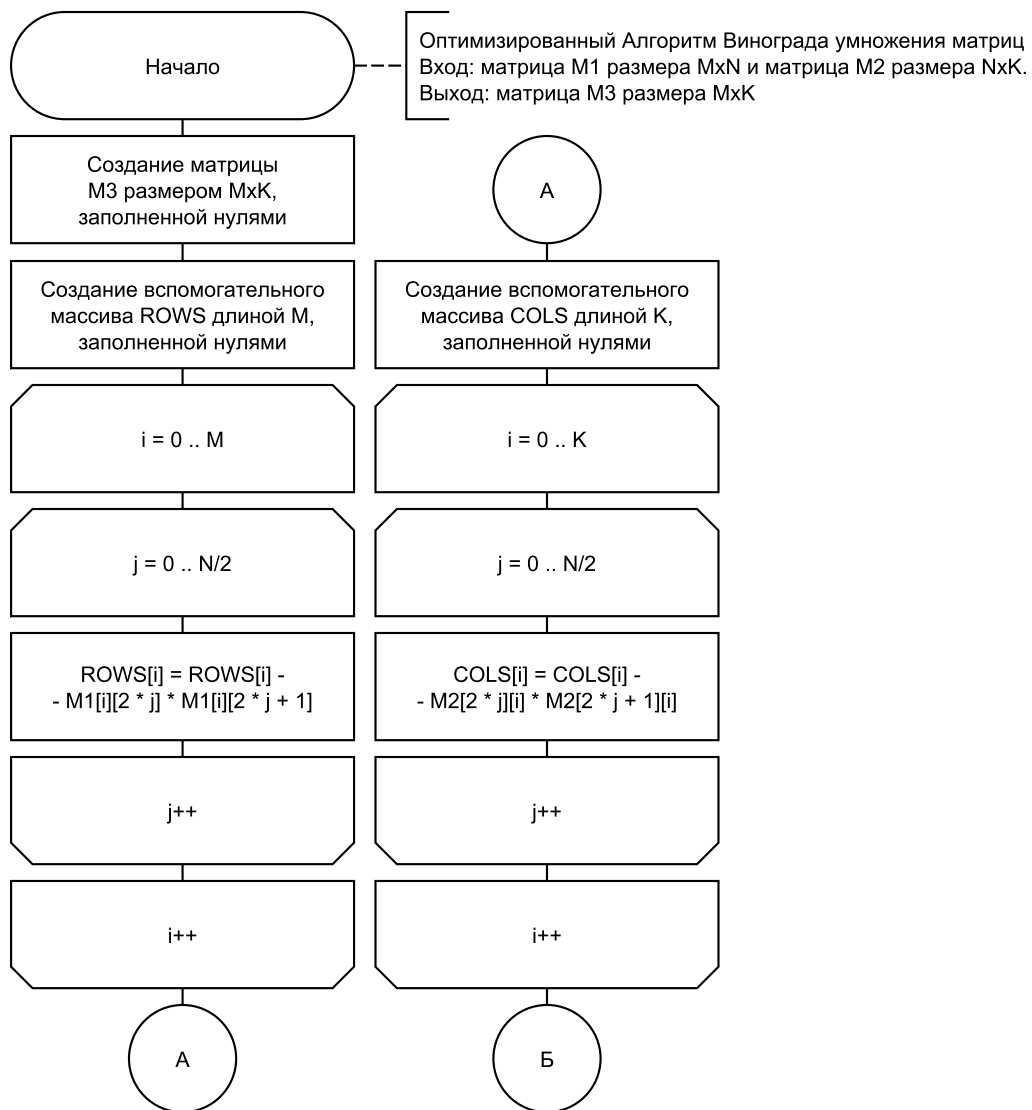 Начало
Оптимизированный Алгоритм Винограда умножения матриц
Вход: матрица M1 размера MxN и матрица M2 размера NxK.
Выход: матрица M3 размера MxK
Создание матрицы
M3 размером MxK,
заполненной нулями
Создание вспомогательного
массива ROWS длиной M,
заполненной нулями
i = 0 .. M
j = 0 .. N/2
ROWS[i] = ROWS[i] -
- M1[i][2 * j] * M1[i][2 * j + 1]
j++
i++
А
А
Создание вспомогательного
массива COLS длиной K,
заполненной нулями
i = 0 .. K
j = 0 .. N/2
COLS[i] = COLS[i] -
- M2[2 * j][i] * M2[2 * j + 1][i]
j++
i++
Б